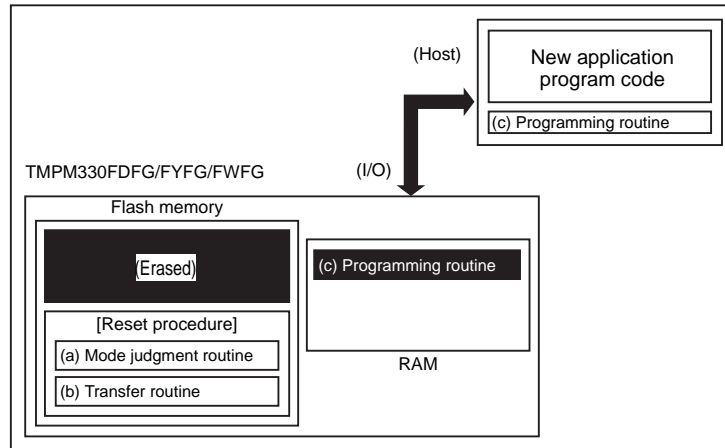 (Host)
New application
program code
(c) Programming routine
TMPM330FDFG/FYFG/FWFG
(I/O)
Flash memory
(Erased)
(c) Programming routine
[Reset procedure]
(a) Mode judgment routine
(b) Transfer routine
RAM